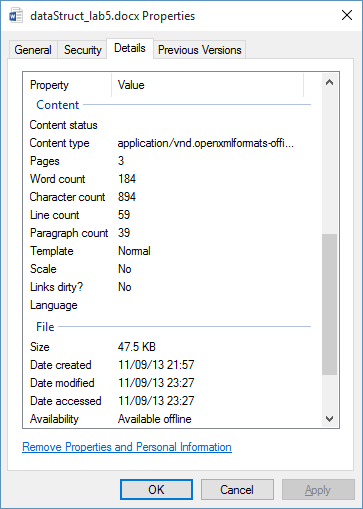 dataStruct_lab5.docx Properties
General Security Details Previous Versions
Property Value
Content
Content status
Content type application/vnd.openxmlformats-offi...
Pages 3
Word count 184
Character count 894
Line count 59
Paragraph count 39
Template Normal
Scale No
Links dirty? No
Language
File
Size 47.5 KB
Date created 11/09/13 21:57
Date modified 11/09/13 23:27
Date accessed 11/09/13 23:27
Availability Available offline
Remove Properties and Personal Information
OK Cancel Apply